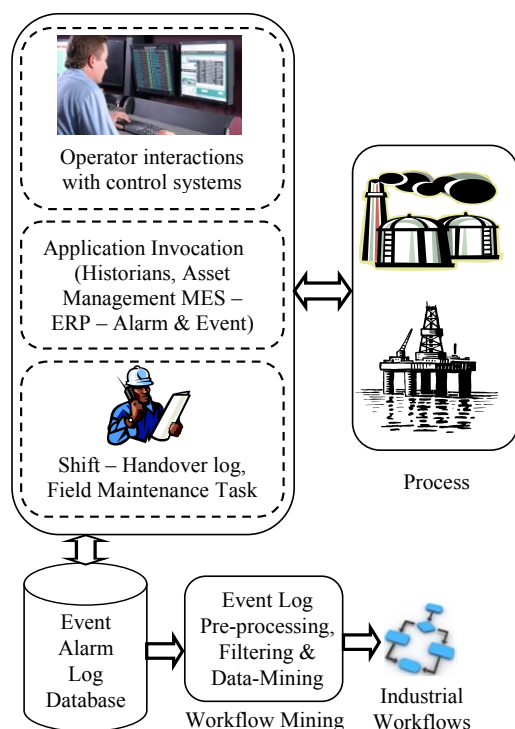 Operator interactions
with control systems
Application Invocation
(Historians, Asset
Management MES –
ERP – Alarm & Event)
Shift – Handover log,
Field Maintenance Task
Process
Event
Alarm
Log
Database
Event Log
Pre-processing,
Filtering &
Data-Mining
Workflow Mining
Industrial
Workflows